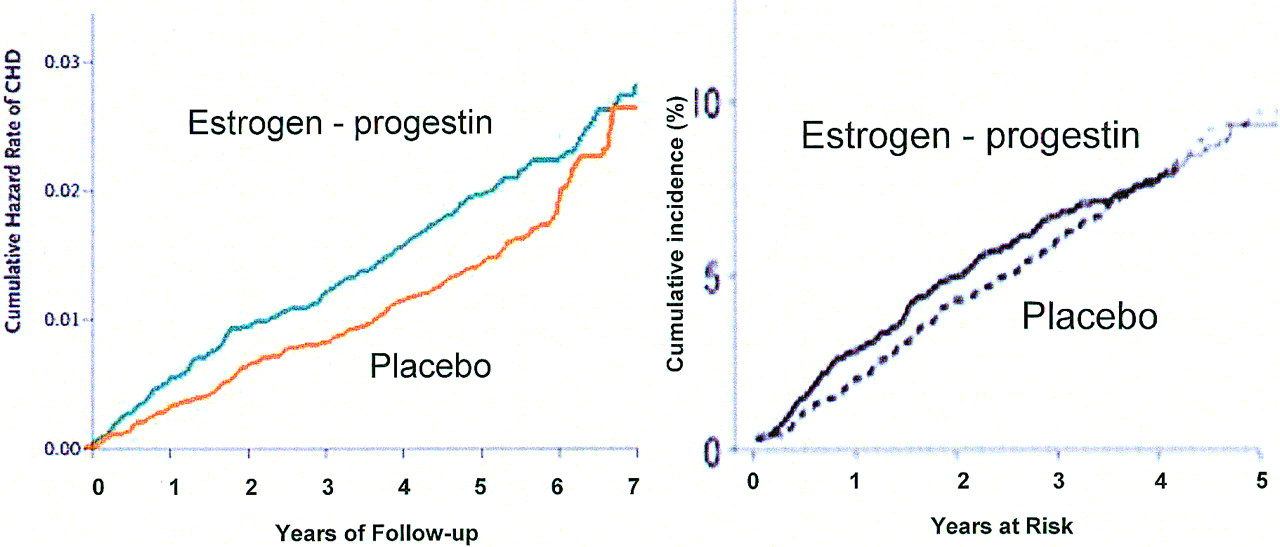 Cumulative Hazard Rate of CHD
0.03
0.02
0.01
0.00
Estrogen - progestin
Placebo
0 1 2 3 4 5 6 7
Years of Follow-up
Cumulative incidence (%)
10
5
0
Estrogen - progestin
Placebo
0 1 2 3 4 5
Years at Risk